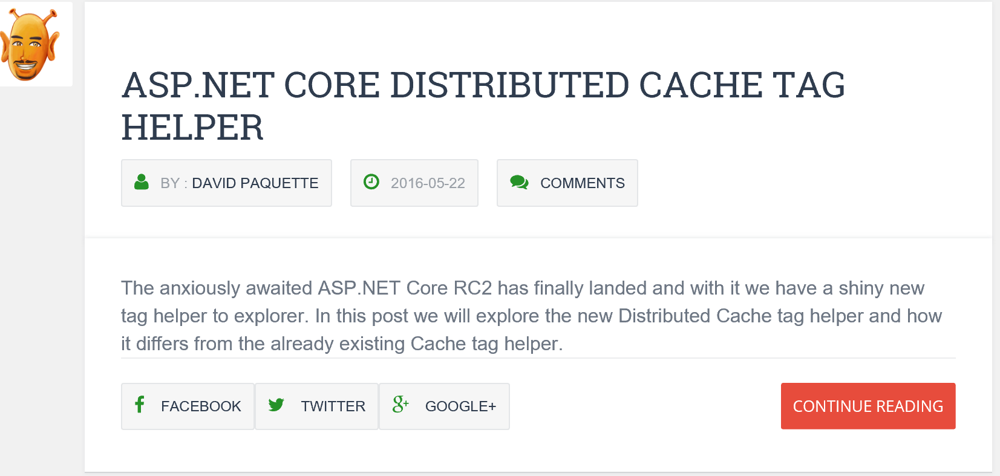 ASP.NET CORE DISTRIBUTED CACHE TAG
HELPER
BY : DAVID PAQUETTE
2016-05-22
COMMENTS
The anxiously awaited ASP.NET Core RC2 has finally landed and with it we have a shiny new
tag helper to explorer. In this post we will explore the new Distributed Cache tag helper and how
it differs from the already existing Cache tag helper.
FACEBOOK
TWITTER
GOOGLE+
CONTINUE READING